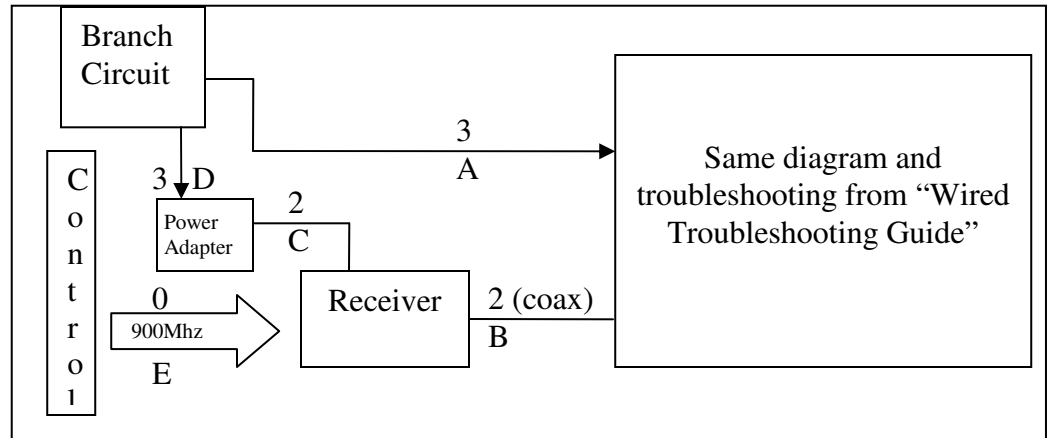 Branch
Circuit
3
A
Same diagram and
troubleshooting from “Wired
Troubleshooting Guide”
C
o
n
t
r
o
l
3 D
Power
Adapter
2
C
0
900Mhz
E
Receiver
2 (coax)
B